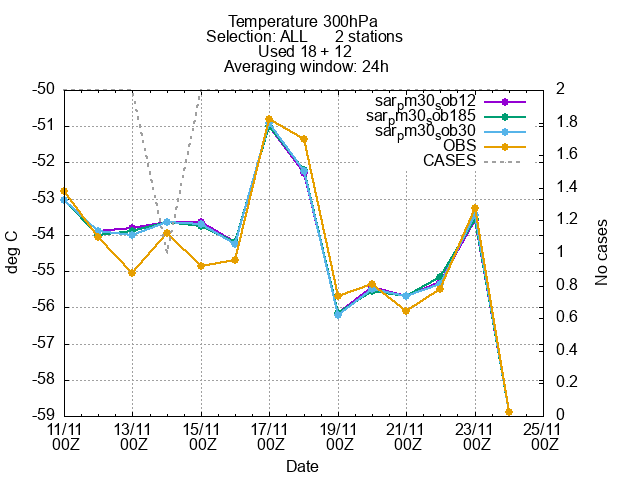 Temperature 300hPa
Selection: ALL 2 stations
Used 18 + 12
Averaging window: 24h
sar_pm30_sob12
sar_pm30_sob185
sar_pm30_sob30
OBS
CASES
-50
-51
-52
-53
-54
-55
-56
-57
-58
-59
deg C
2
1.8
1.6
1.4
1.2
1
0.8
0.6
0.4
0.2
0
No cases
11/11 13/11 15/11 17/11 19/11 21/11 23/11 25/11
00Z 00Z 00Z 00Z 00Z 00Z 00Z 00Z
Date